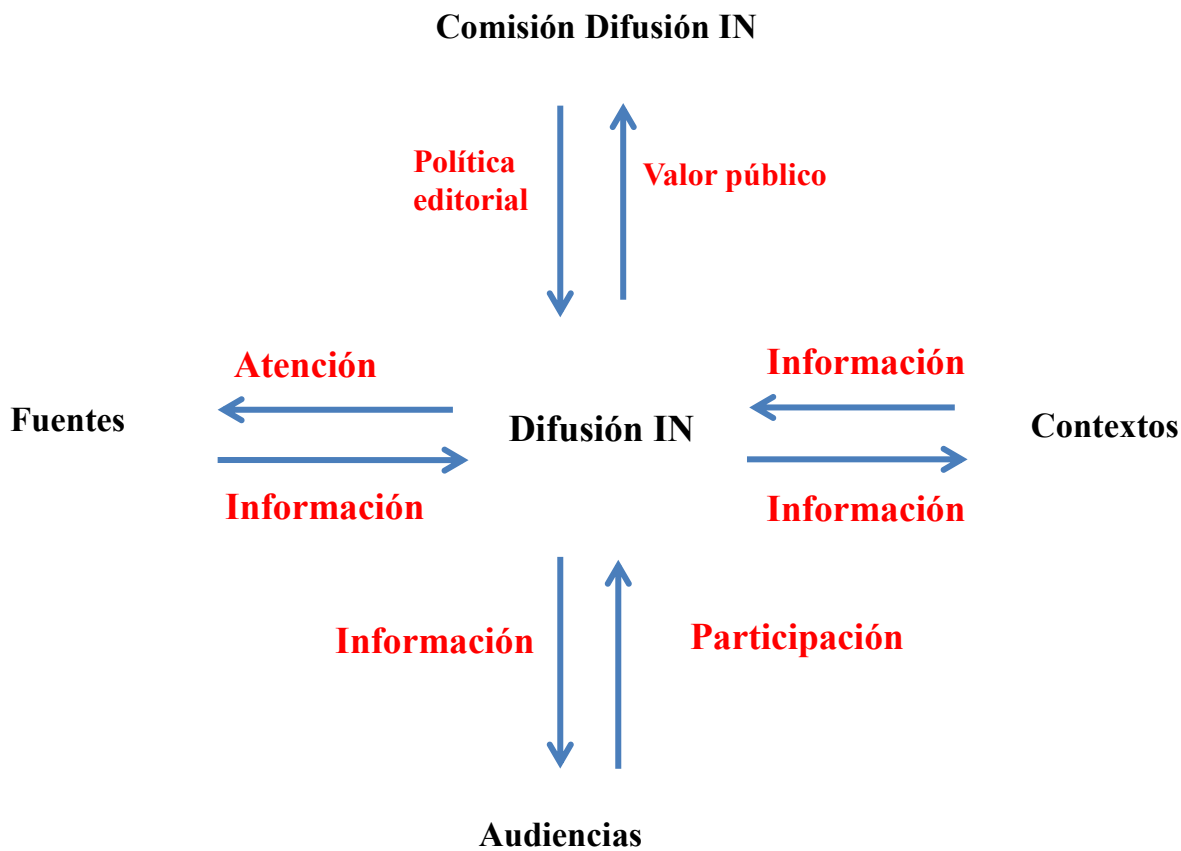 Comisión Difusión IN
Política
editorial
Valor público
Atención
Información
Fuentes
Difusión IN
Contextos
Información
Información
Información
Participación
Audiencias